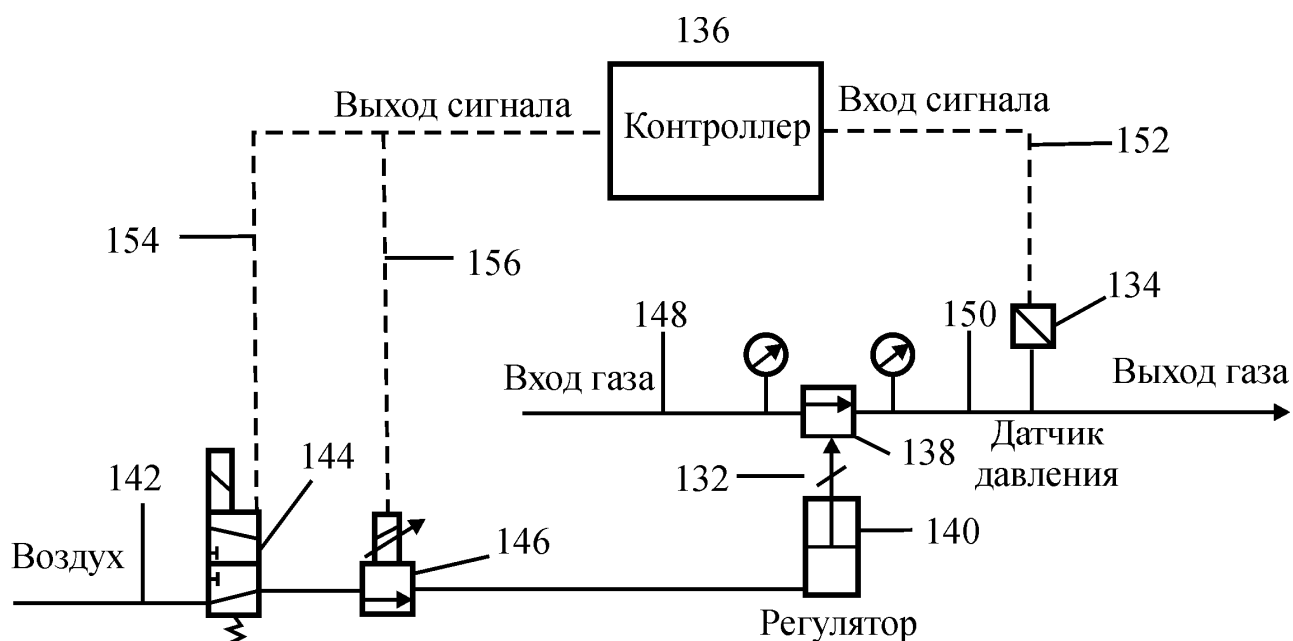 136
Выход сигнала
Контроллер
Вход сигнала
152
154
156
134
148
150
Вход газа
Выход газа
142
144
146
132
138
Датчик
давления
140
Воздух
Регулятор